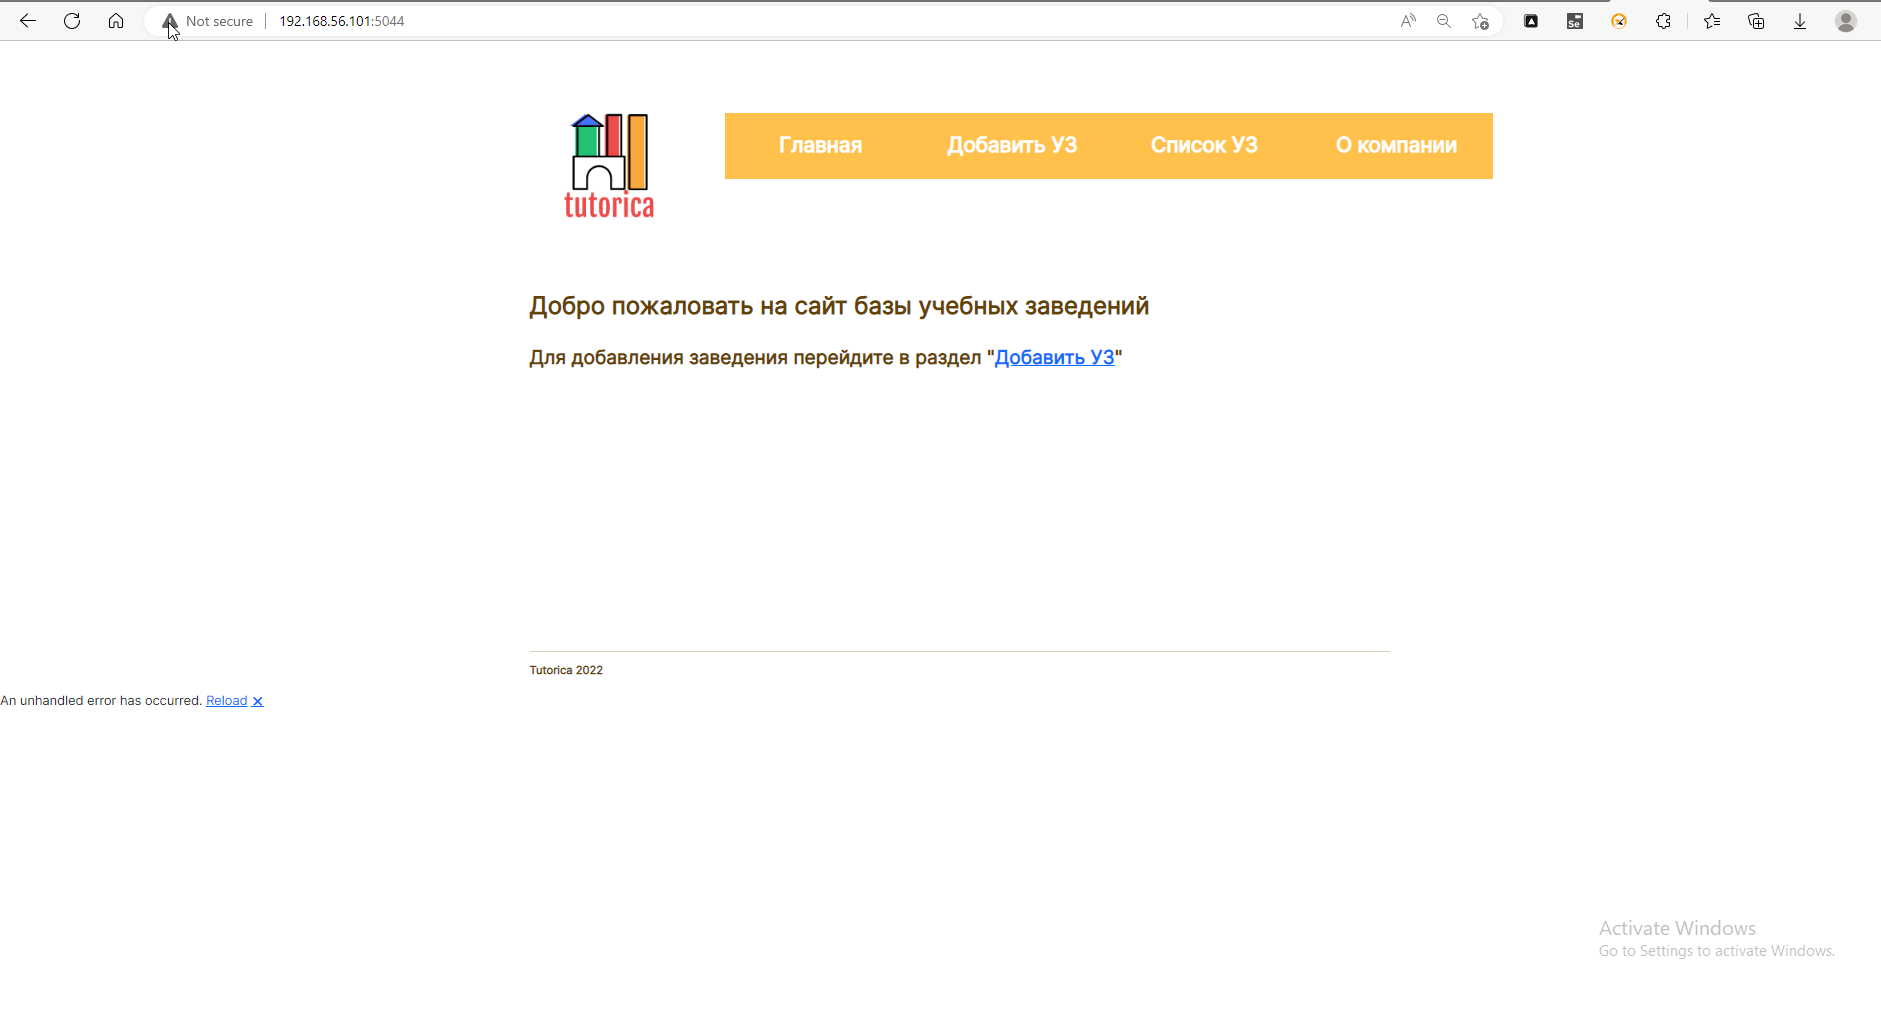 Not secure 192.168.56.101:5044
tutorica
Главная Добавить УЗ Список УЗ О компании
Добро пожаловать на сайт базы учебных заведений
Для добавления заведения перейдите в раздел "Добавить УЗ"
Tutorica 2022
An unhandled error has occurred. Reload ✕
Activate Windows
Go to Settings to activate Windows.